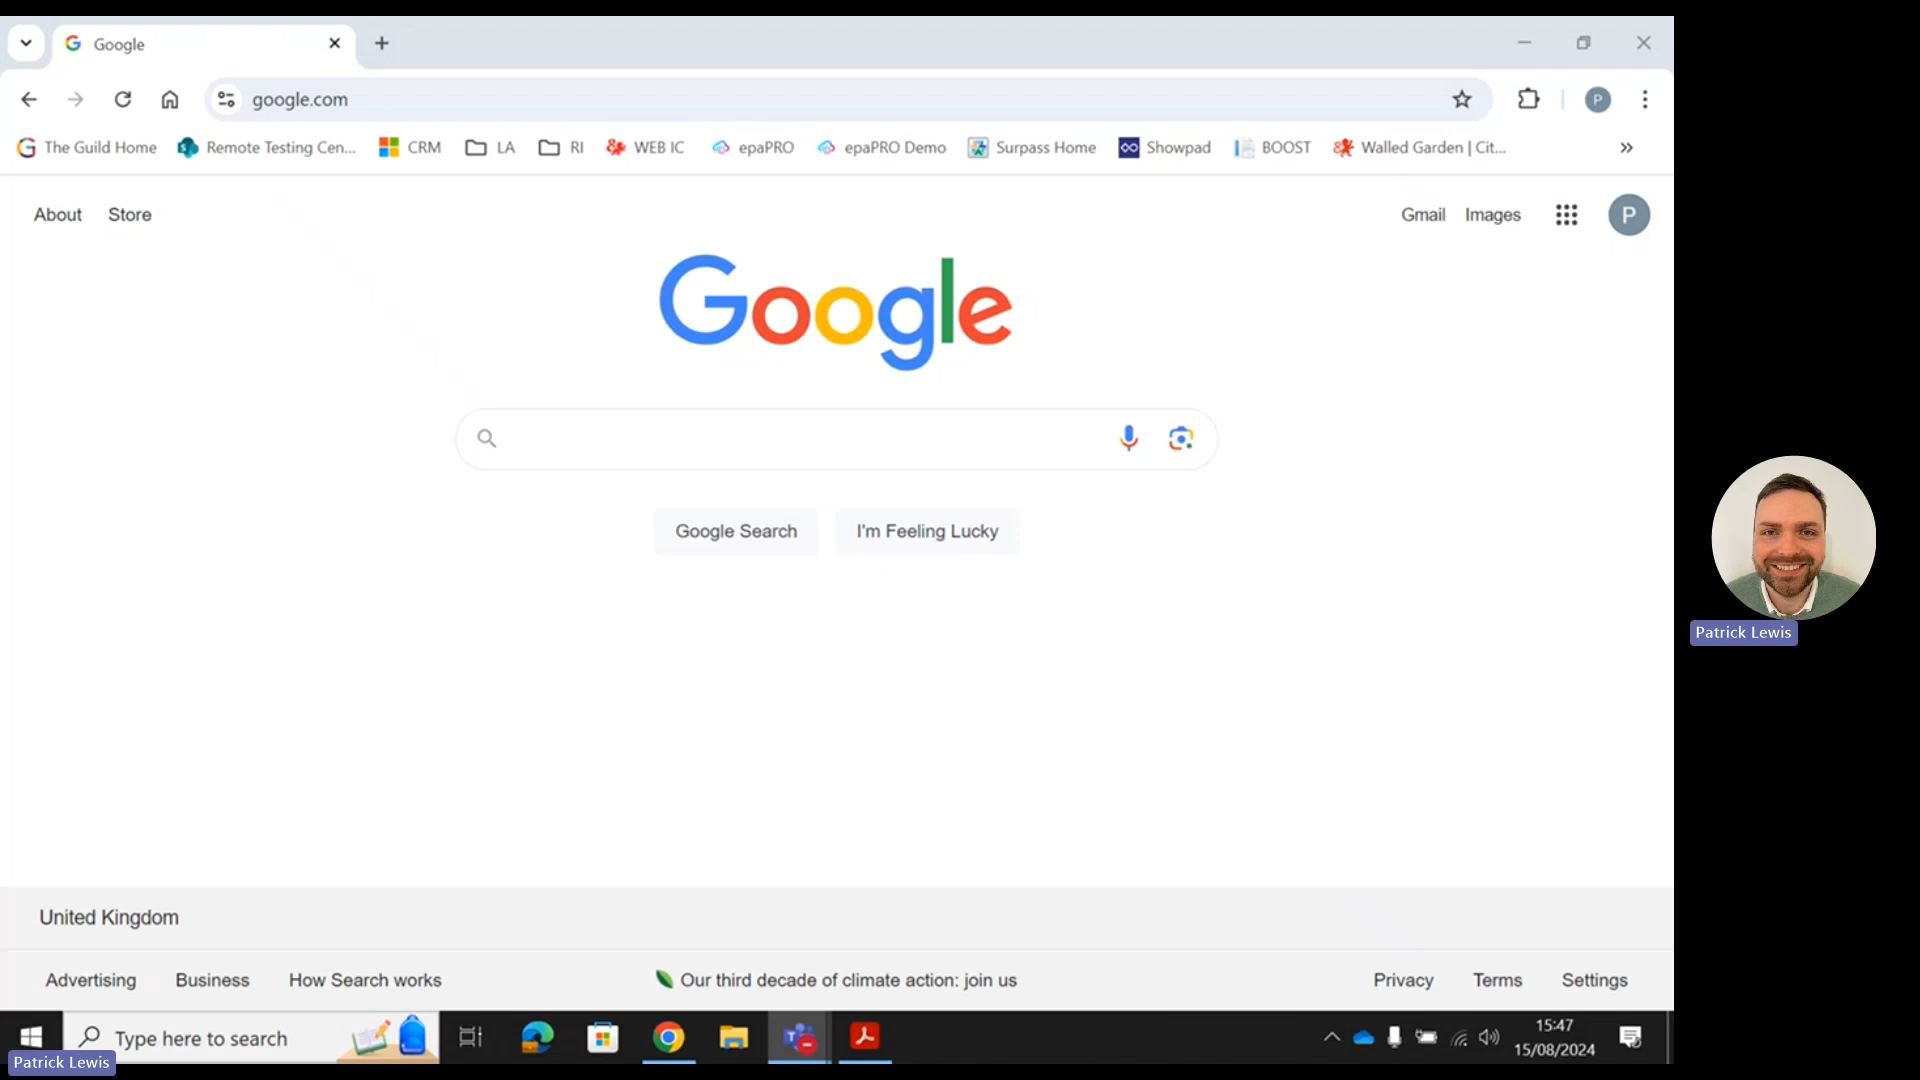 Google
google.com
P
The Guild Home
Remote Testing Cen...
CRM
LA
RI
WEB IC
epaPRO
epaPRO Demo
Surpass Home
Showpad
BOOST
Walled Garden | Cit...
About
Store
Gmail
Images
P
Google
Google Search
I'm Feeling Lucky
Patrick Lewis
United Kingdom
Advertising
Business
How Search works
Our third decade of climate action: join us
Privacy
Terms
Settings
Type here to search
15:47
15/08/2024
Patrick Lewis